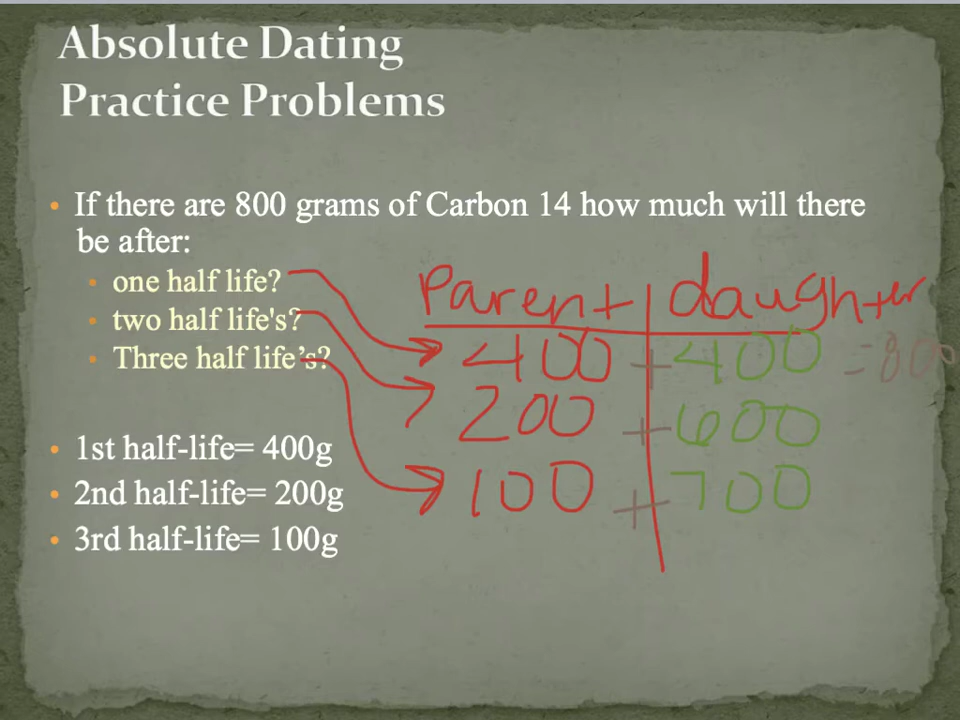 Absolute Dating
Practice Problems
• If there are 800 grams of Carbon 14 how much will there
be after:
• one half life?
• two half life's?
• Three half life’s?
Parent daughter
400 + 400 = 800
200 + 600
100 + 700
• 1st half-life= 400g
• 2nd half-life= 200g
• 3rd half-life= 100g